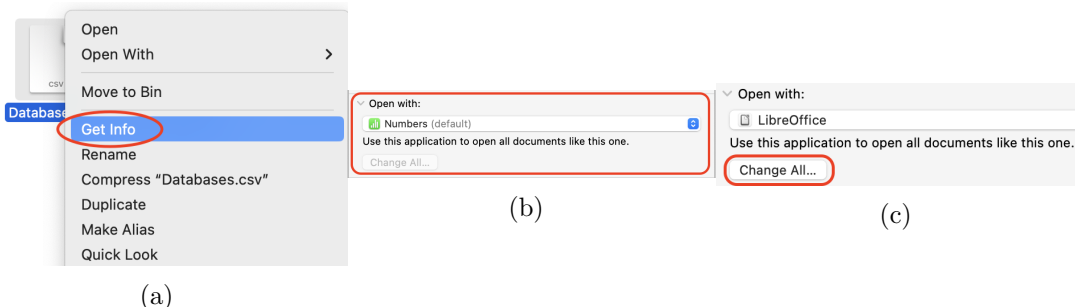 Open
Open With
csv
Move to Bin
Database
Get Info
Rename
Compress “Databases.csv”
Duplicate
Make Alias
Quick Look
(a)
Open with:
Numbers (default)
Use this application to open all documents like this one.
Change All...
(b)
Open with:
LibreOffice
Use this application to open all documents like this one.
Change All...
(c)